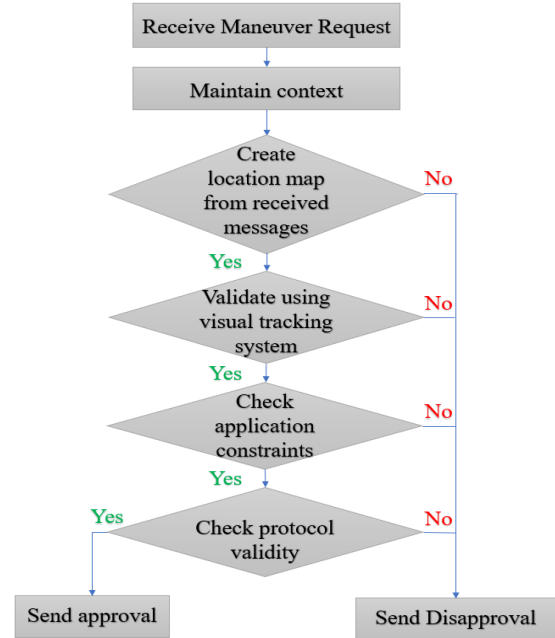 Receive Maneuver Request
Maintain context
Create
location map
from received
messages
No
Yes
Validate using
visual tracking
system
No
Yes
Check
application
constraints
No
Yes
Check protocol
validity
Yes
No
Send approval
Send Disapproval